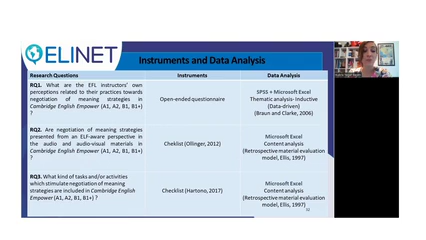 ELINET
Instruments and Data Analysis
Research Questions
Instruments
Data Analysis
RQ1. What are the EFL instructors' own
perceptions related to their practices towards
negotiation of meaning strategies in
Cambridge English Empower (A1, A2, B1, B1+)
?
Open-ended questionnaire
SPSS + Microsoft Excel
Thematic analysis- Inductive
(Data-driven)
(Braun and Clarke, 2006)
RQ2. Are negotiation of meaning strategies
presented from an ELF-aware perspective in
the audio and audio-visual materials in
Cambridge English Empower (A1, A2, B1, B1+)
?
Cheklist (Ollinger, 2012)
Microsoft Excel
Content analysis
(Retrospective material evaluation
model, Ellis, 1997)
RQ3. What kind of tasks and/or activities
which stimulate negotiation of meaning
strategies are included in Cambridge English
Empower (A1, A2, B1, B1+) ?
Checklist (Hartono, 2017)
Microsoft Excel
Content analysis
(Retrospective material evaluation
model, Ellis, 1997)